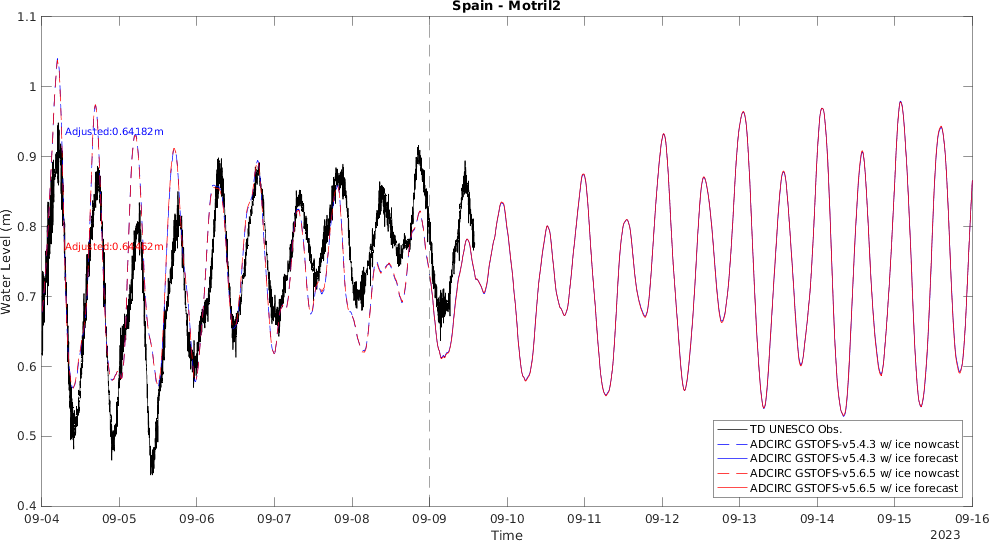 Spain - Motril2
1.1
1
0.9
0.8
0.7
0.6
0.5
0.4
Water Level (m)
Adjusted:0.64182m
Adjusted:0.64462m
TD UNESCO Obs.
ADCIRC GSTOFS-v5.4.3 w/ ice nowcast
ADCIRC GSTOFS-v5.4.3 w/ ice forecast
ADCIRC GSTOFS-v5.6.5 w/ ice nowcast
ADCIRC GSTOFS-v5.6.5 w/ ice forecast
09-04 09-05 09-06 09-07 09-08 09-09 09-10 09-11 09-12 09-13 09-14 09-15 09-16
Time
2023